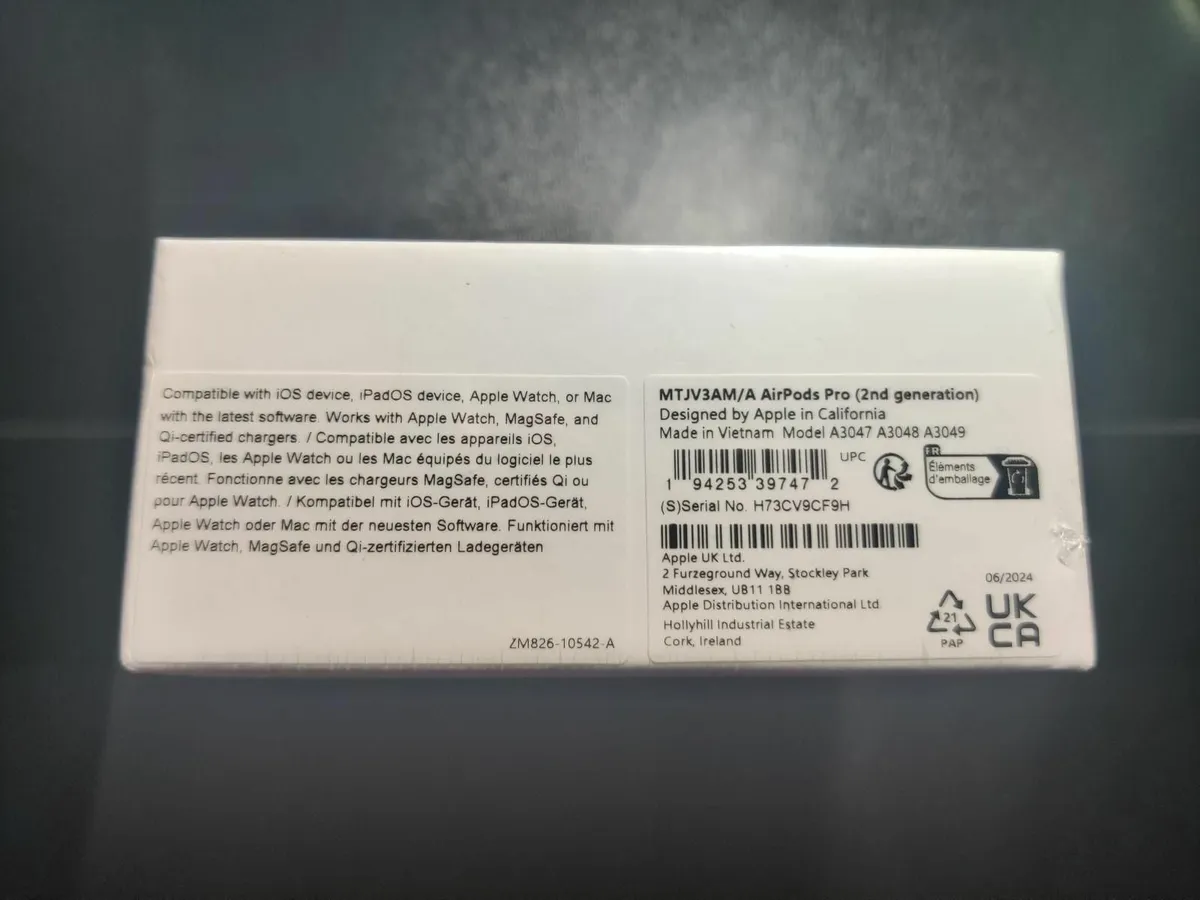 Compatible with iOS device, iPadOS device, Apple Watch, or Mac
with the latest software. Works with Apple Watch, MagSafe, and
Qi-certified chargers. / Compatible avec les appareils iOS,
iPadOS, les Apple Watch ou les Mac équipés du logiciel le plus
récent. Fonctionne avec les chargeurs MagSafe, certifiés Qi ou
pour Apple Watch. / Kompatibel mit iOS-Gerät, iPadOS-Gerät,
Apple Watch oder Mac mit der neuesten Software. Funktioniert mit
Apple Watch, MagSafe und Qi-zertifizierten Ladegeräten
ZM826-10542-A
MTJV3AM/A AirPods Pro (2nd generation)
Designed by Apple in California
Made in Vietnam Model A3047 A3048 A3049
UPC
1 94253 39747 2
FR
Éléments
d'emballage
(S)Serial No. H73CV9CF9H
Apple UK Ltd.
2 Furzeground Way, Stockley Park
Middlesex, UB11 1BB
Apple Distribution International Ltd.
Hollyhill Industrial Estate
Cork, Ireland
21
PAP
06/2024
UK
CA